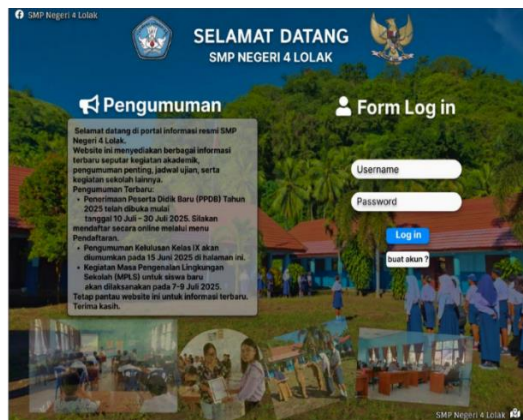 SMP Negeri 4 Lolak
SELAMAT DATANG
SMP NEGERI 4 LOLAK
Pengumuman
Selamat datang di portal informasi resmi SMP
Negeri 4 Lolak.
Website ini menyediakan berbagai informasi
terbaru seputar kegiatan akademik,
pengumuman penting, jadwal ujian, serta
kegiatan sekolah lainnya.
Pengumuman Terbaru:
• Penerimaan Peserta Didik Baru (PPDB) Tahun
2025 telah dibuka mulai
tanggal 10 Juli – 30 Juli 2025. Silakan
mendaftar secara online melalui menu
Pendaftaran.
• Pengumuman Kelulusan Kelas IX akan
diumumkan pada 15 Juni 2025 di halaman ini.
• Kegiatan Masa Pengenalan Lingkungan
Sekolah (MPLS) untuk siswa baru
akan dilaksanakan pada 7-9 Juli 2025.
Tetap pantau website ini untuk informasi terbaru.
Terima kasih.
Form Log in
Username
Password
Log in
buat akun ?
SMP Negeri 4 Lolak